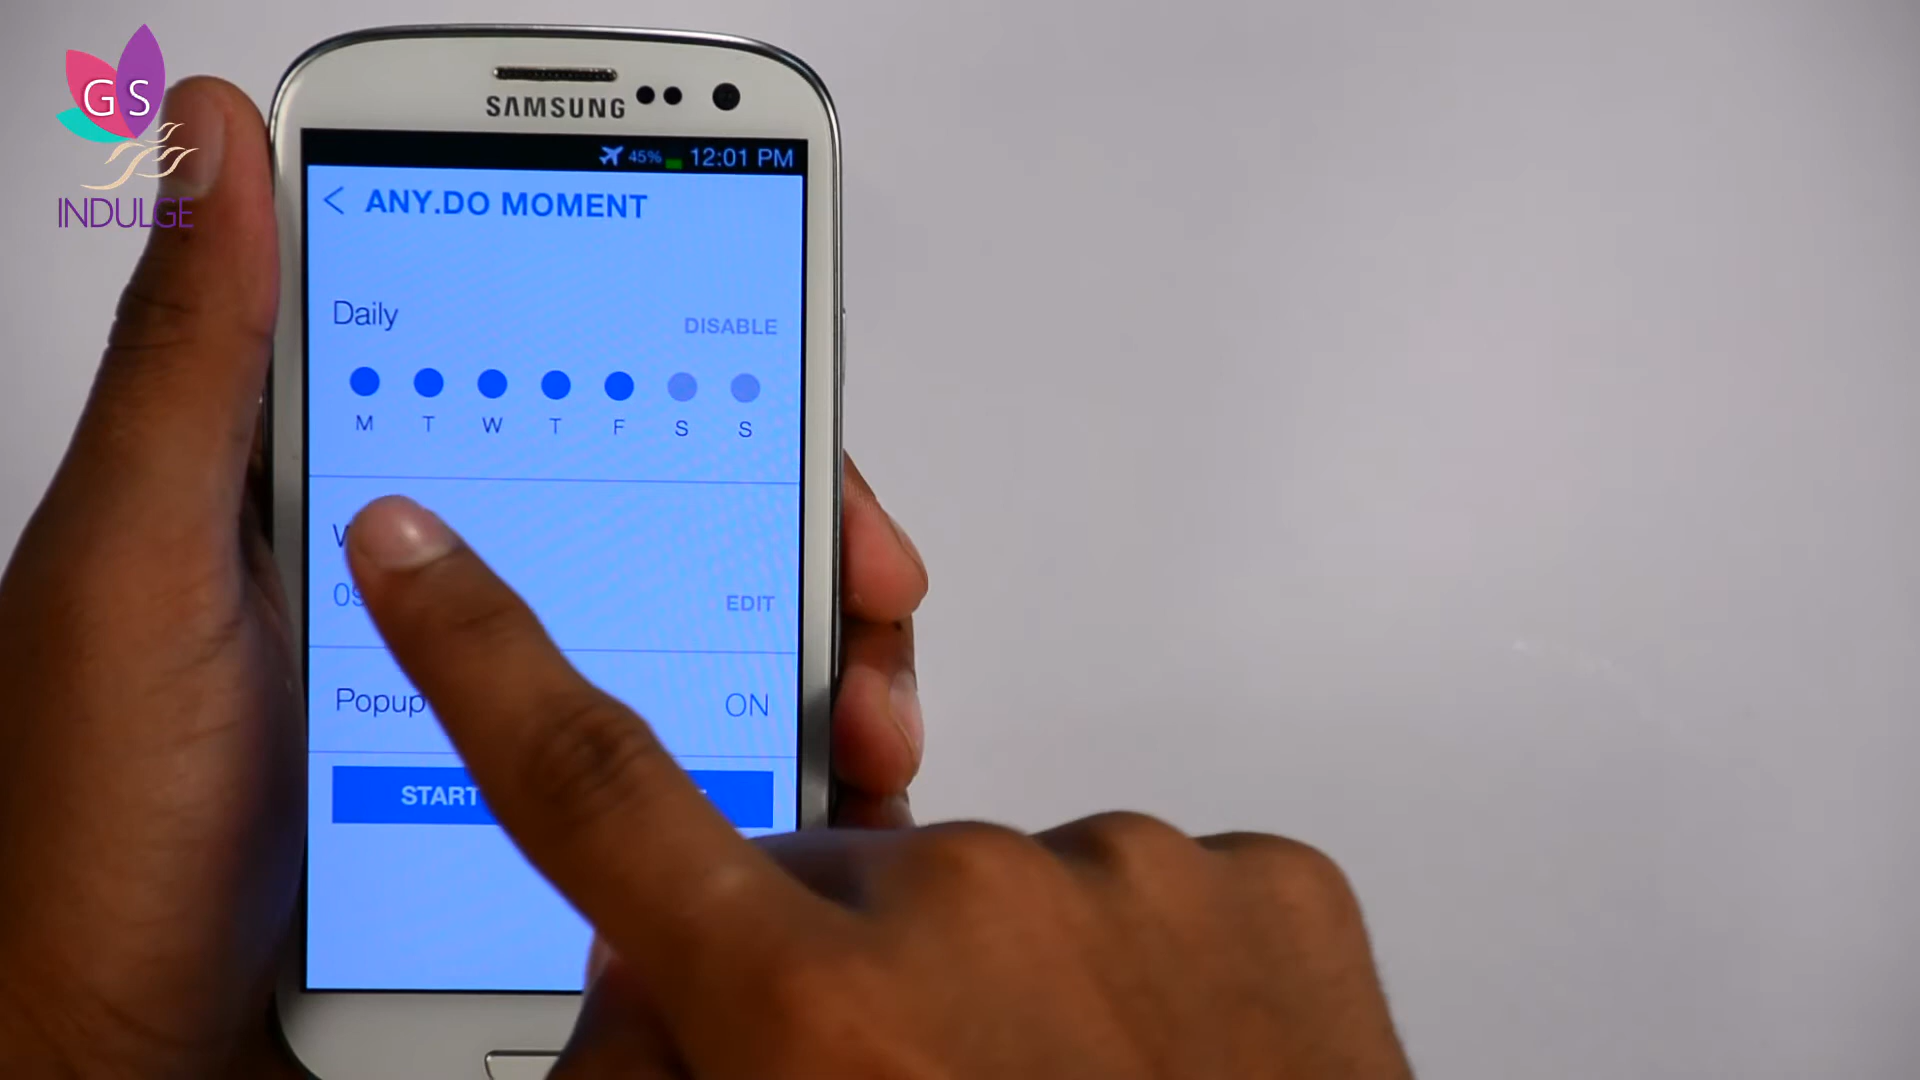 GS
INDULGE
SAMSUNG
45% 12:01 PM
< ANY.DO MOMENT
Daily
DISABLE
M T W T F S S
EDIT
Popup ON
START